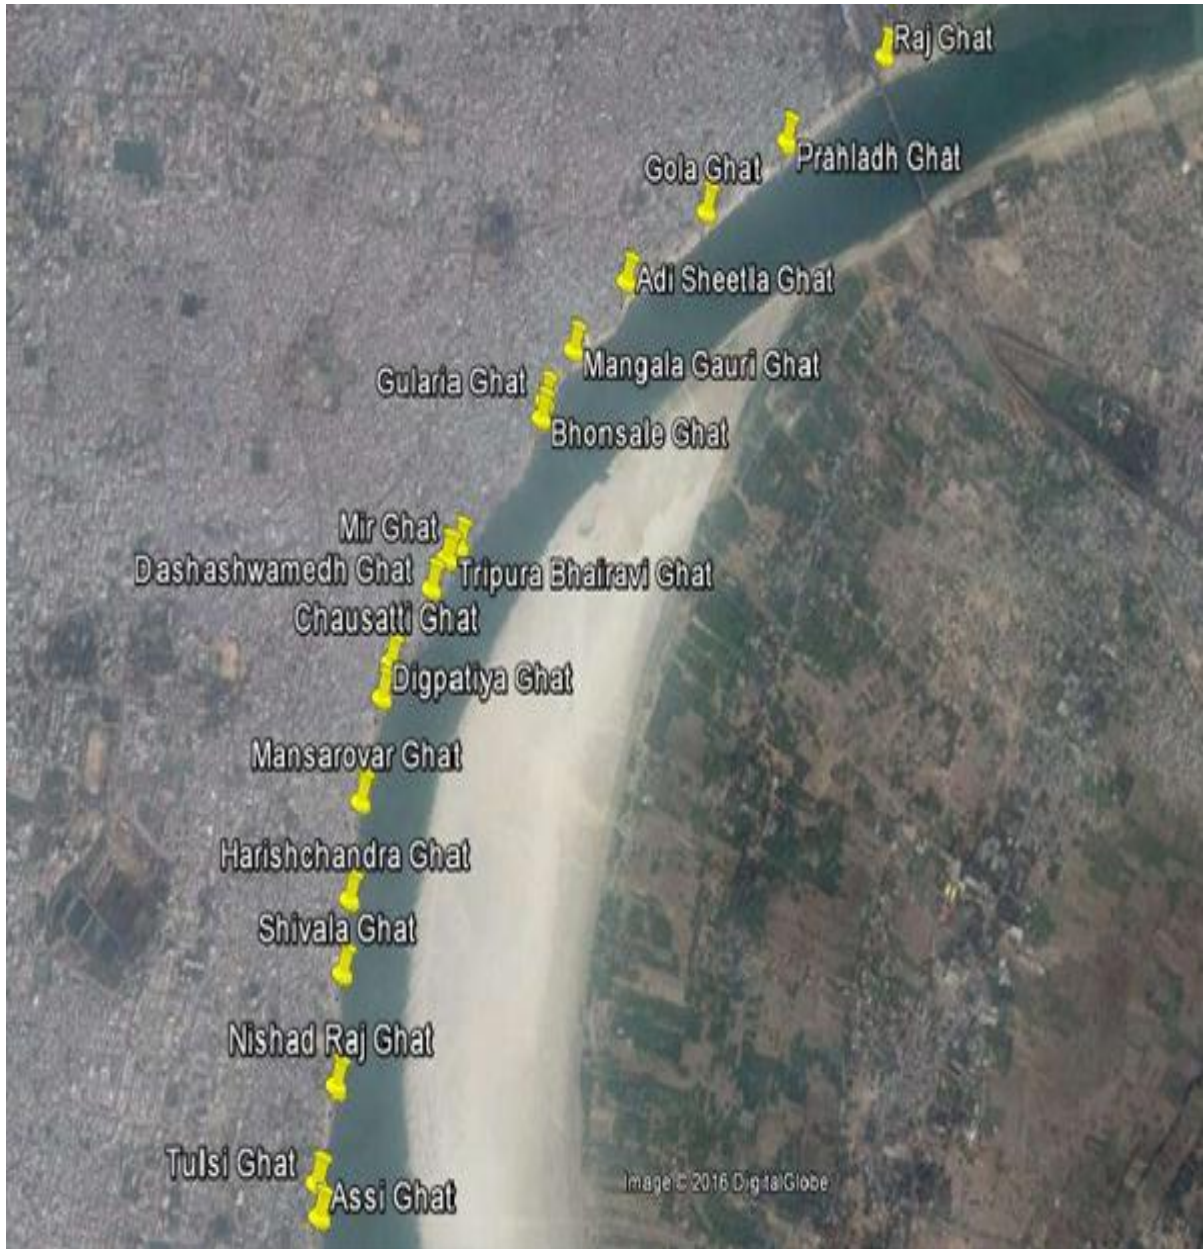 Raj Ghat
Prahladh Ghat
Gola Ghat
Adi Sheetla Ghat
Mangala Gauri Ghat
Gularia Ghat
Bhonsale Ghat
Mir Ghat
Dashashwamedh Ghat
Tripura Bhairavi Ghat
Chausatti Ghat
Digpatiya Ghat
Mansarovar Ghat
Harishchandra Ghat
Shivala Ghat
Nishad Raj Ghat
Tulsi Ghat
Assi Ghat
Image © 2016 DigitalGlobe